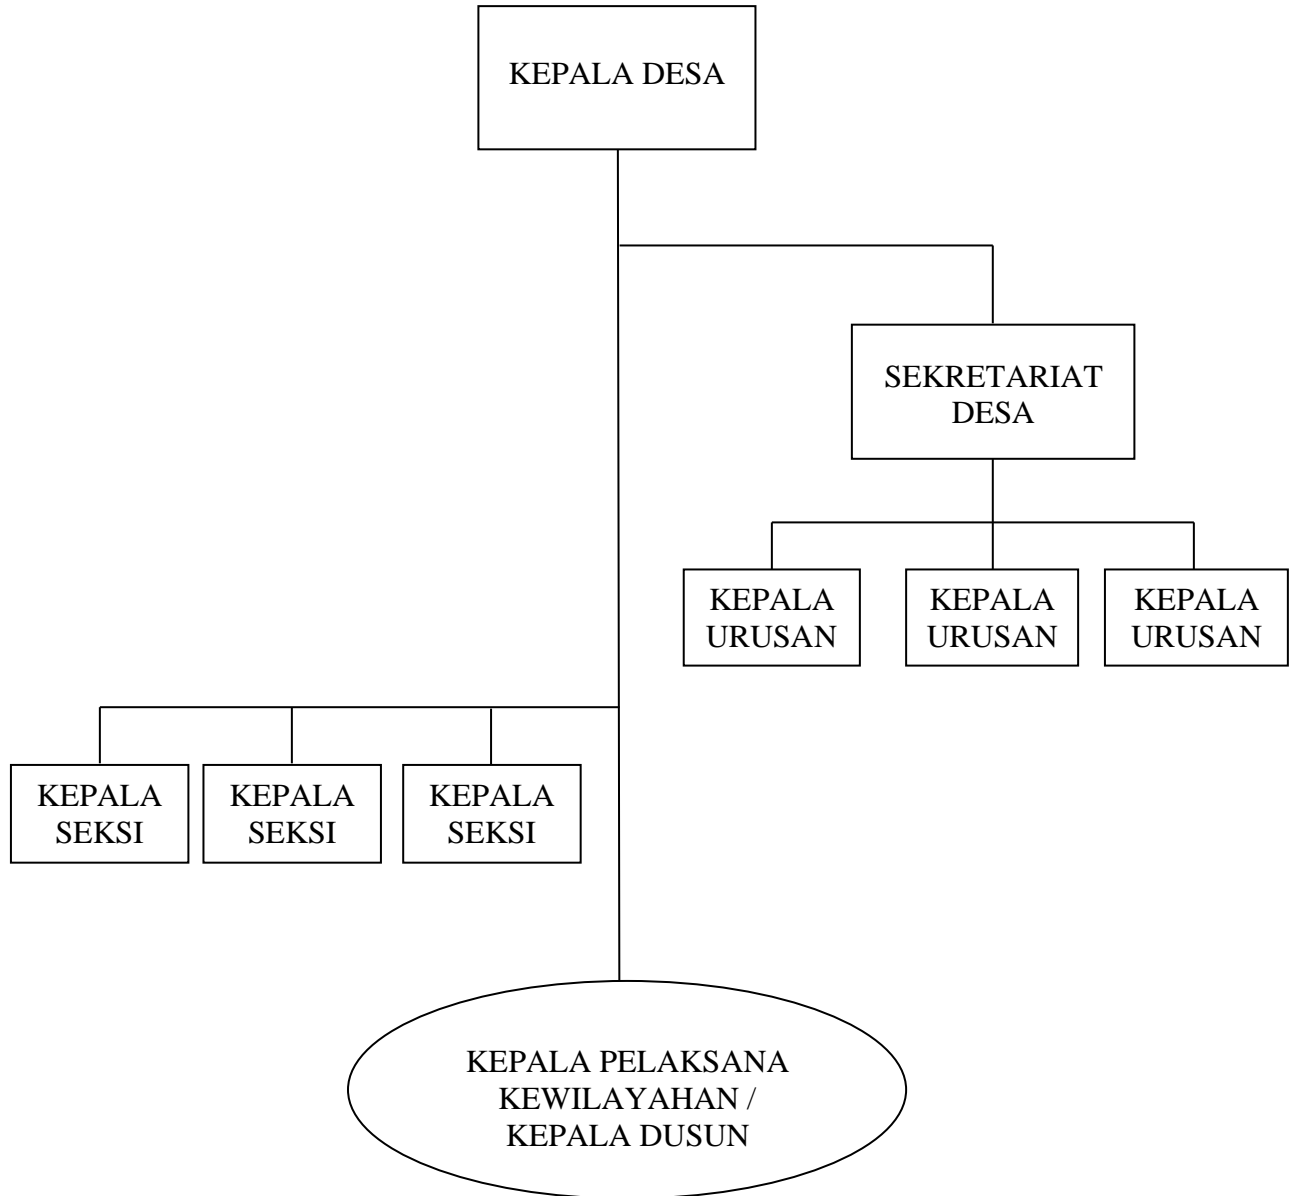 KEPALA DESA
SEKRETARIAT
DESA
KEPALA
URUSAN
KEPALA
URUSAN
KEPALA
URUSAN
KEPALA
SEKSI
KEPALA
SEKSI
KEPALA
SEKSI
KEPALA PELAKSANA
KEWILAYAHAN /
KEPALA DUSUN